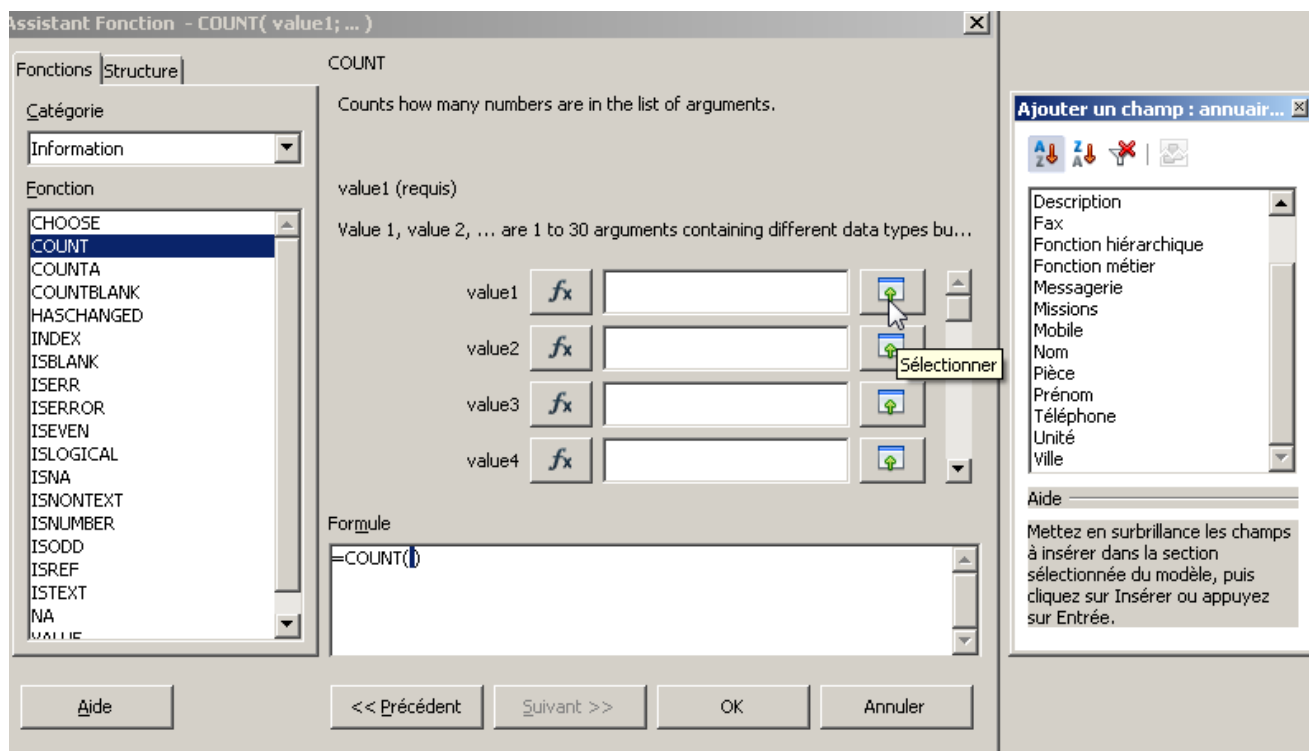 Assistant Fonction - COUNT( value1; ... )
Fonctions
Structure
Catégorie
Information
Fonction
CHOOSE
COUNT
COUNTA
COUNTBLANK
HASCHANGED
INDEX
ISBLANK
ISERR
ISERROR
ISEVEN
ISLOGICAL
ISNA
ISNONTEXT
ISNUMBER
ISODD
ISREF
ISTEXT
NA
VALUE
COUNT
Counts how many numbers are in the list of arguments.
value1 (requis)
Value 1, value 2, ... are 1 to 30 arguments containing different data types bu...
value1 fx
value2 fx
Sélectionner
value3 fx
value4 fx
Formule
=COUNT()
Aide
<< Précédent
Suivant >>
OK
Annuler
Ajouter un champ : annuair...
Description
Fax
Fonction hiérarchique
Fonction métier
Messagerie
Missions
Mobile
Nom
Pièce
Prénom
Téléphone
Unité
Ville
Aide
Mettez en surbrillance les champs
à insérer dans la section
sélectionnée du modèle, puis
cliquez sur Insérer ou appuyez
sur Entrée.